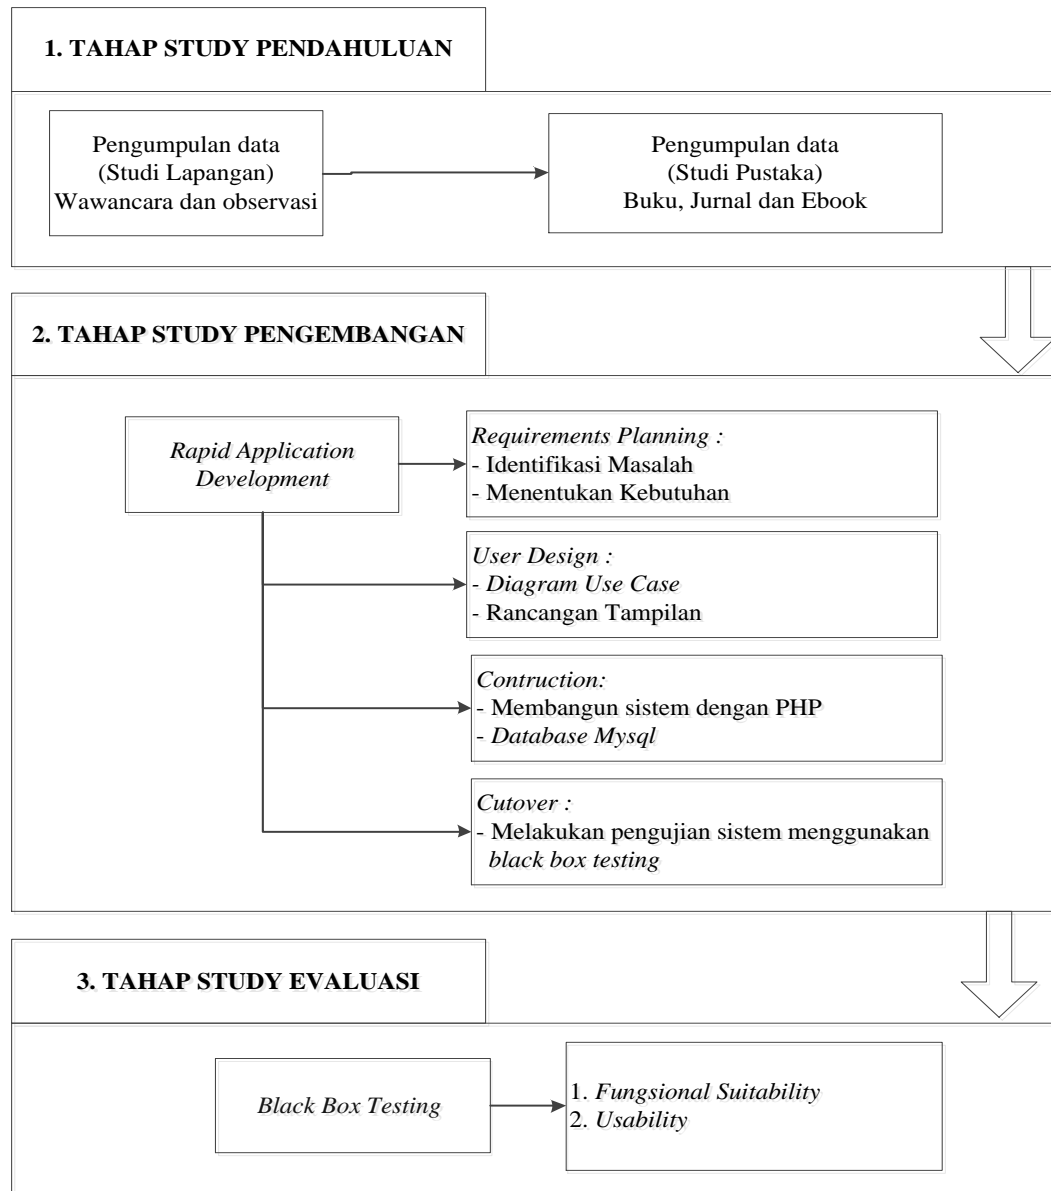 1. TAHAP STUDY PENDAHULUAN
Pengumpulan data
(Studi Lapangan)
Wawancara dan observasi
Pengumpulan data
(Studi Pustaka)
Buku, Jurnal dan Ebook
2. TAHAP STUDY PENGEMBANGAN
Rapid Application
Development
Requirements Planning :
- Identifikasi Masalah
- Menentukan Kebutuhan
User Design :
- Diagram Use Case
- Rancangan Tampilan
Contruction:
- Membangun sistem dengan PHP
- Database Mysql
Cutover :
- Melakukan pengujian sistem menggunakan
black box testing
3. TAHAP STUDY EVALUASI
Black Box Testing
1. Fungsional Suitability
2. Usability